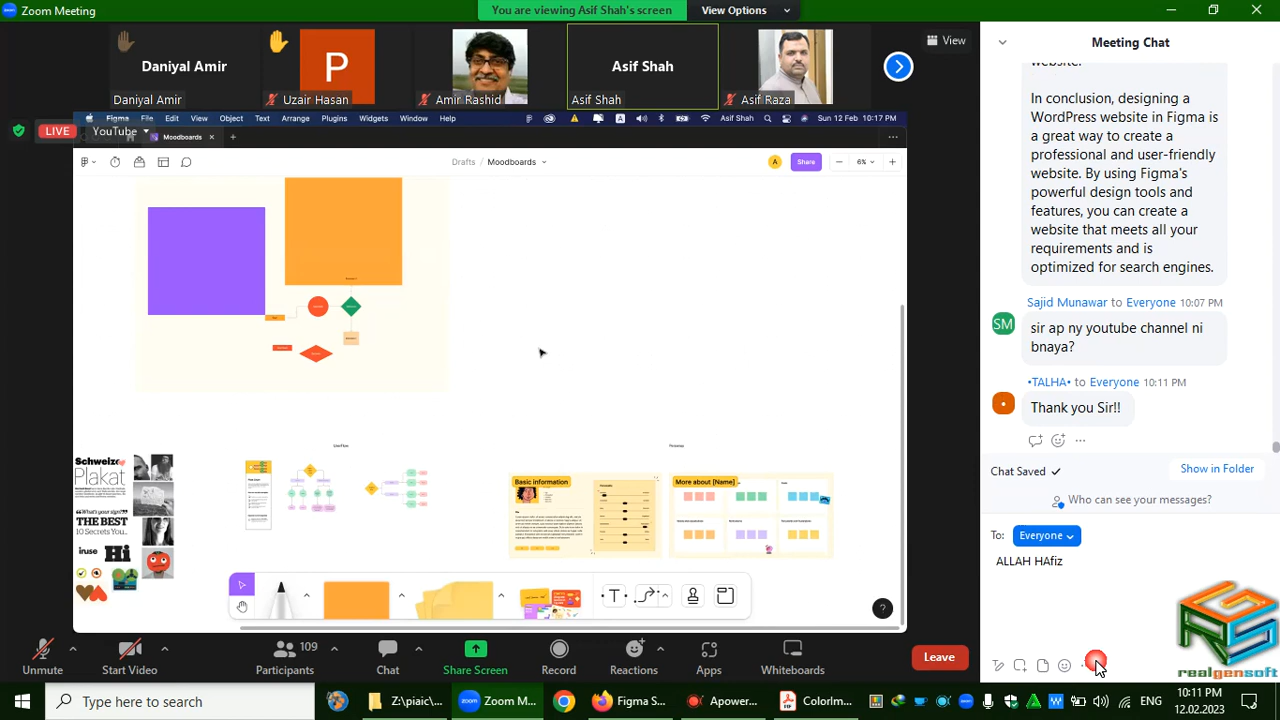 Zoom Meeting
You are viewing Asif Shah's screen
View Options
Daniyal Amir
P
Asif Shah
View
Daniyal Amir
Uzair Hasan
Amir Rashid
Asif Shah
Asif Raza
Figma File Edit View Object Text Arrange Plugins Widgets Window Help
A
Asif Shah
Sun 12 Feb 10:17 PM
LIVE
YouTube
Moodboards
Drafts / Moodboards
A
Share
6%
Userflow
Schweize
Plakat
"What's your sign?"
THE BEST
10 Secrets You...
iruse
Hi
Basic information
More about [Name]
T
?
Meeting Chat
website.
In conclusion, designing a
WordPress website in Figma is
a great way to create a
professional and user-friendly
website. By using Figma's
powerful design tools and
features, you can create a
website that meets all your
requirements and is
optimized for search engines.
Sajid Munawar to Everyone 10:07 PM
SM
sir ap ny youtube channel ni
bnaya?
•TALHA• to Everyone 10:11 PM
Thank you Sir!!
Chat Saved
Show in Folder
Who can see your messages?
To: Everyone
ALLAH HAfiz
realgensoft
Unmute
Start Video
109
Participants
Chat
Share Screen
Record
Reactions
Apps
Whiteboards
Leave
Type here to search
Z:\piaic\...
Zoom M...
Figma S...
Apower...
ColorIm...
ENG
10:11 PM
12.02.2023